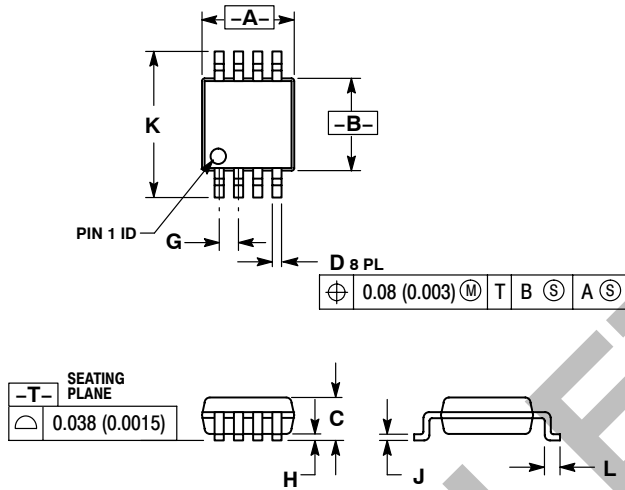 –A–
K
–B–
PIN 1 ID
G
D 8 PL
⌖ 0.08 (0.003) Ⓜ T B Ⓢ A Ⓢ
–T– SEATING PLANE
⌓ 0.038 (0.0015)
C
H
J
L